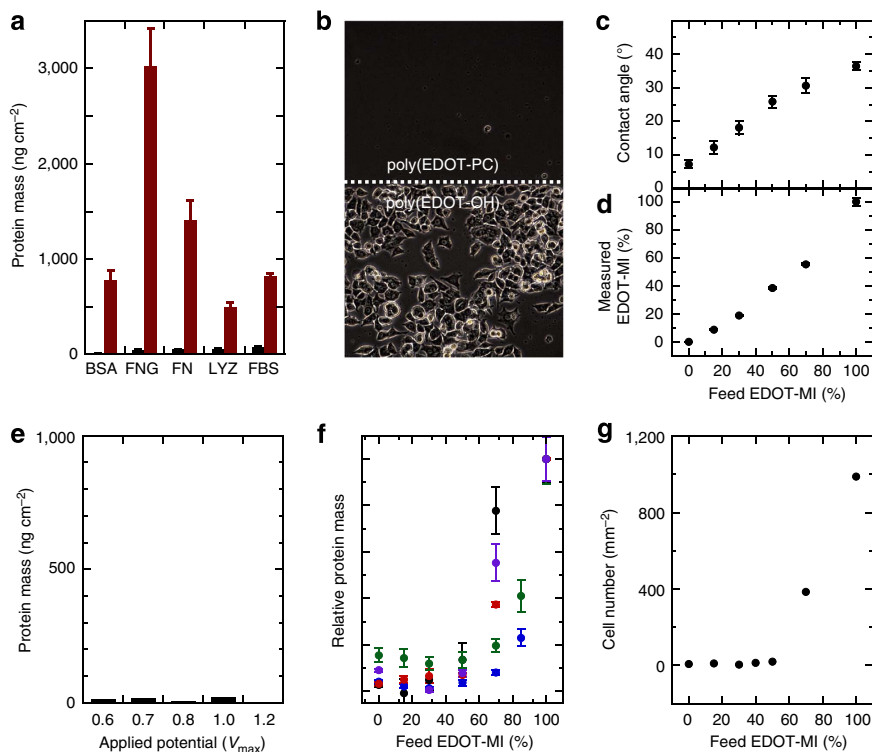 a
Protein mass (ng cm⁻²)
3,000
2,000
1,000
0
BSA FNG FN LYZ FBS
b
poly(EDOT-PC)
poly(EDOT-OH)
c
Contact angle (°)
40
30
20
10
0
d
Measured
EDOT-MI (%)
100
80
60
40
20
0
0 20 40 60 80 100
Feed EDOT-MI (%)
e
Protein mass (ng cm⁻²)
1,000
500
0
0.6 0.7 0.8 1.0 1.2
Applied potential (Vmax)
f
Relative protein mass
0 20 40 60 80 100
Feed EDOT-MI (%)
g
Cell number (mm⁻²)
1,200
800
400
0
0 20 40 60 80 100
Feed EDOT-MI (%)